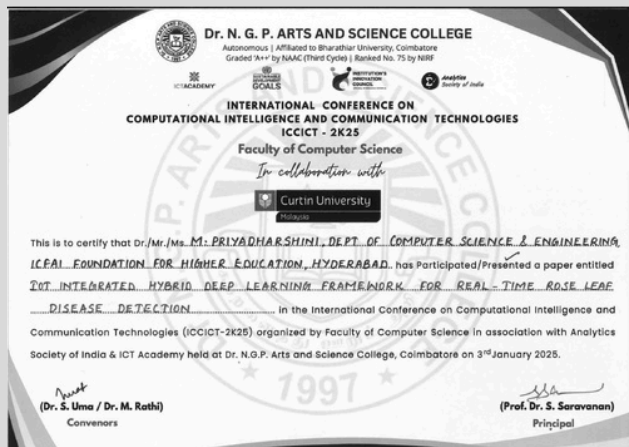 Dr. N. G. P. ARTS AND SCIENCE COLLEGE
Autonomous | Affiliated to Bharathiar University, Coimbatore
Graded 'A++' by NAAC (Third Cycle) | Ranked No. 75 by NIRF
ICTACADEMY
SUSTAINABLE DEVELOPMENT GOALS
INSTITUTION'S INNOVATION COUNCIL
Analytics Society of India
INTERNATIONAL CONFERENCE ON
COMPUTATIONAL INTELLIGENCE AND COMMUNICATION TECHNOLOGIES
ICCICT - 2K25
Faculty of Computer Science
In collaboration with
Curtin University
Malaysia
This is to certify that Dr./Mr./Ms. M. PRIYADHARSHINI, DEPT OF COMPUTER SCIENCE & ENGINEERING,
ICFAI FOUNDATION FOR HIGHER EDUCATION, HYDERABAD has Participated/Presented a paper entitled
IOT INTEGRATED HYBRID DEEP LEARNING FRAMEWORK FOR REAL-TIME ROSE LEAF
DISEASE DETECTION in the International Conference on Computational Intelligence and
Communication Technologies (ICCICT-2K25) organized by Faculty of Computer Science in association with Analytics
Society of India & ICT Academy held at Dr. N.G.P. Arts and Science College, Coimbatore on 3rd January 2025.
1997
(Dr. S. Uma / Dr. M. Rathi)
Convenors
(Prof. Dr. S. Saravanan)
Principal